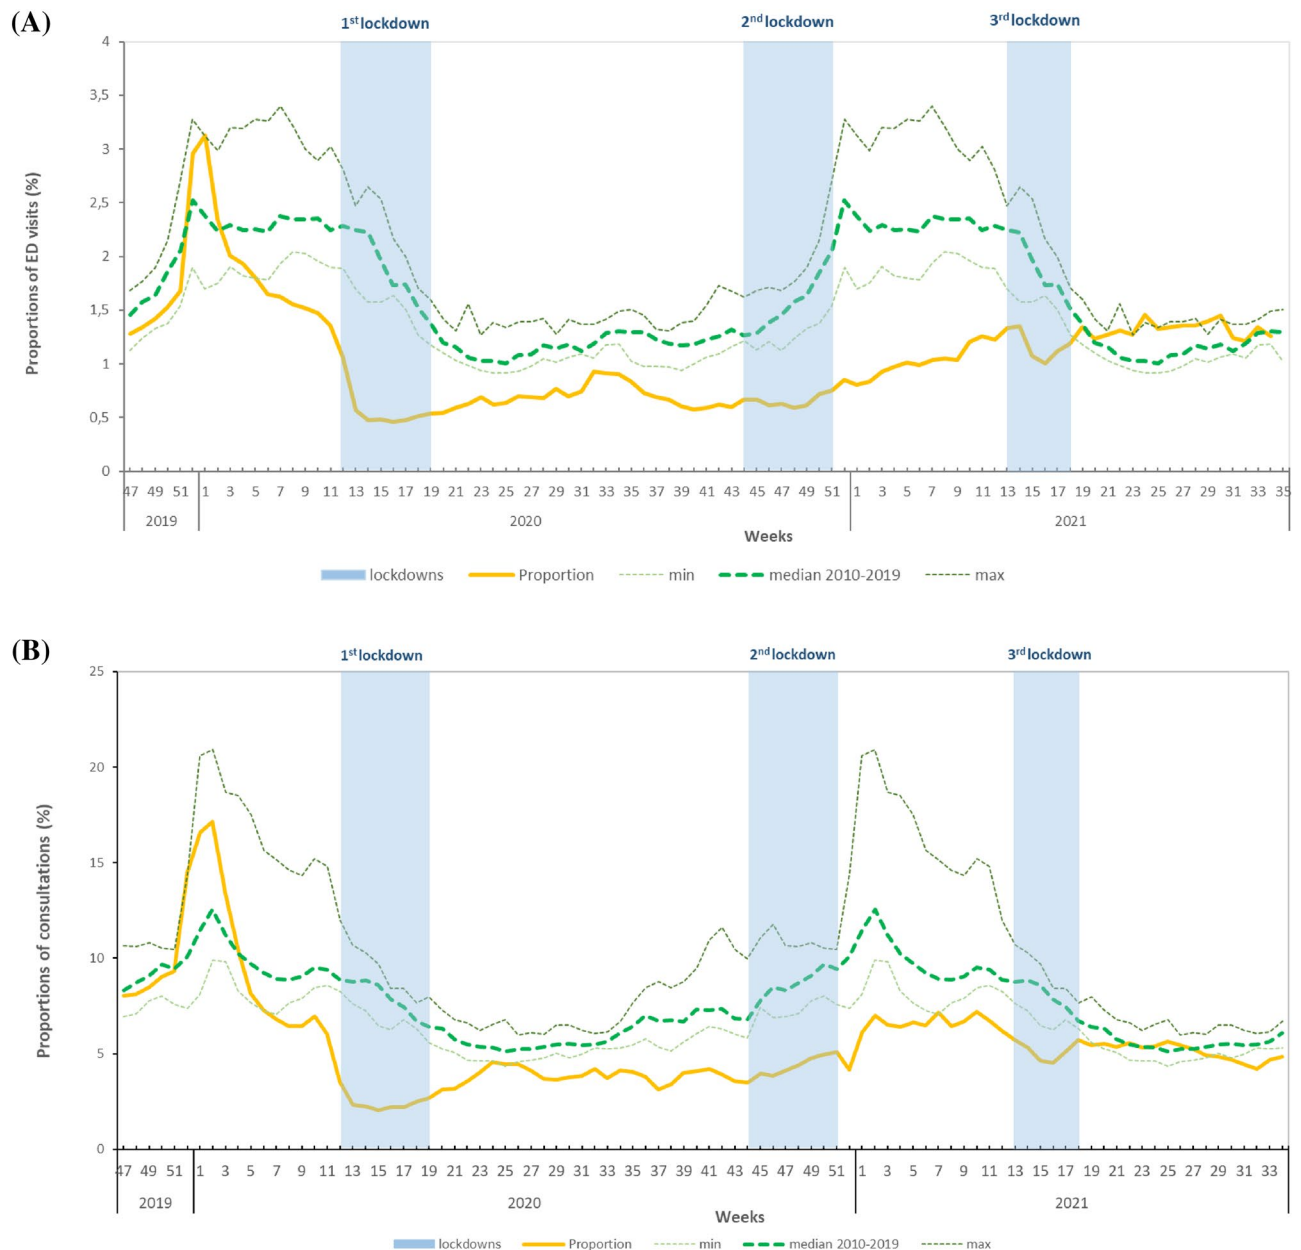 (A)
1st lockdown 2nd lockdown 3rd lockdown
4
3,5
3
2,5
2
1,5
1
0,5
0
Proportions of ED visits (%)
47 49 51 1 3 5 7 9 11 13 15 17 19 21 23 25 27 29 31 33 35 37 39 41 43 45 47 49 51 1 3 5 7 9 11 13 15 17 19 21 23 25 27 29 31 33 35
2019 2020 2021
Weeks
lockdowns Proportion min median 2010-2019 max
(B)
1st lockdown 2nd lockdown 3rd lockdown
25
20
15
10
5
0
Proportions of consultations (%)
47 49 51 1 3 5 7 9 11 13 15 17 19 21 23 25 27 29 31 33 35 37 39 41 43 45 47 49 51 1 3 5 7 9 11 13 15 17 19 21 23 25 27 29 31 33
2019 2020 2021
Weeks
lockdowns Proportion min median 2010-2019 max